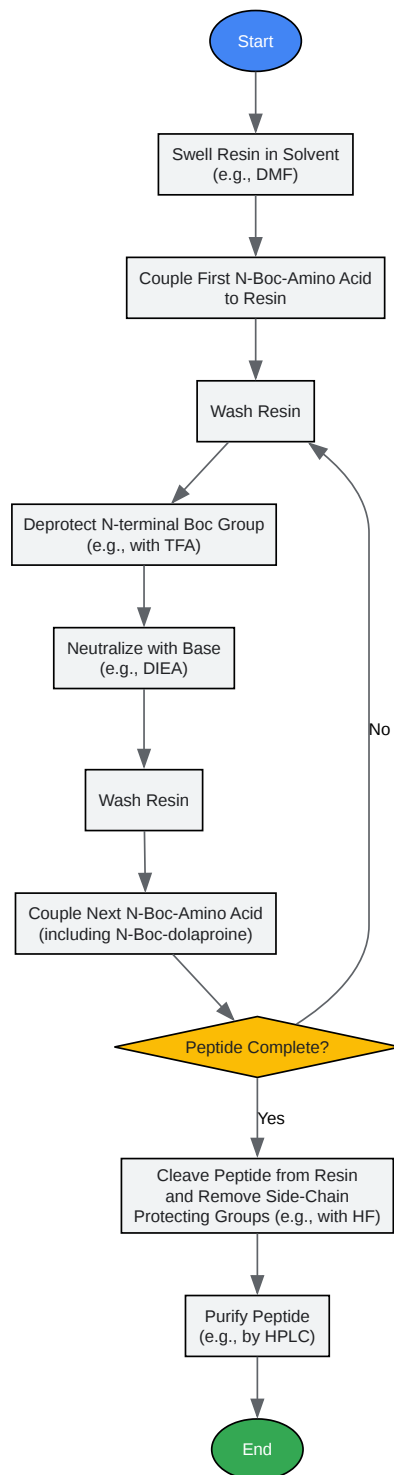 Start
Swell Resin in Solvent
(e.g., DMF)
Couple First N-Boc-Amino Acid
to Resin
Wash Resin
Deprotect N-terminal Boc Group
(e.g., with TFA)
Neutralize with Base
(e.g., DIEA)
No
Wash Resin
Couple Next N-Boc-Amino Acid
(including N-Boc-dolaproine)
Peptide Complete?
Yes
Cleave Peptide from Resin
and Remove Side-Chain
Protecting Groups (e.g., with HF)
Purify Peptide
(e.g., by HPLC)
End